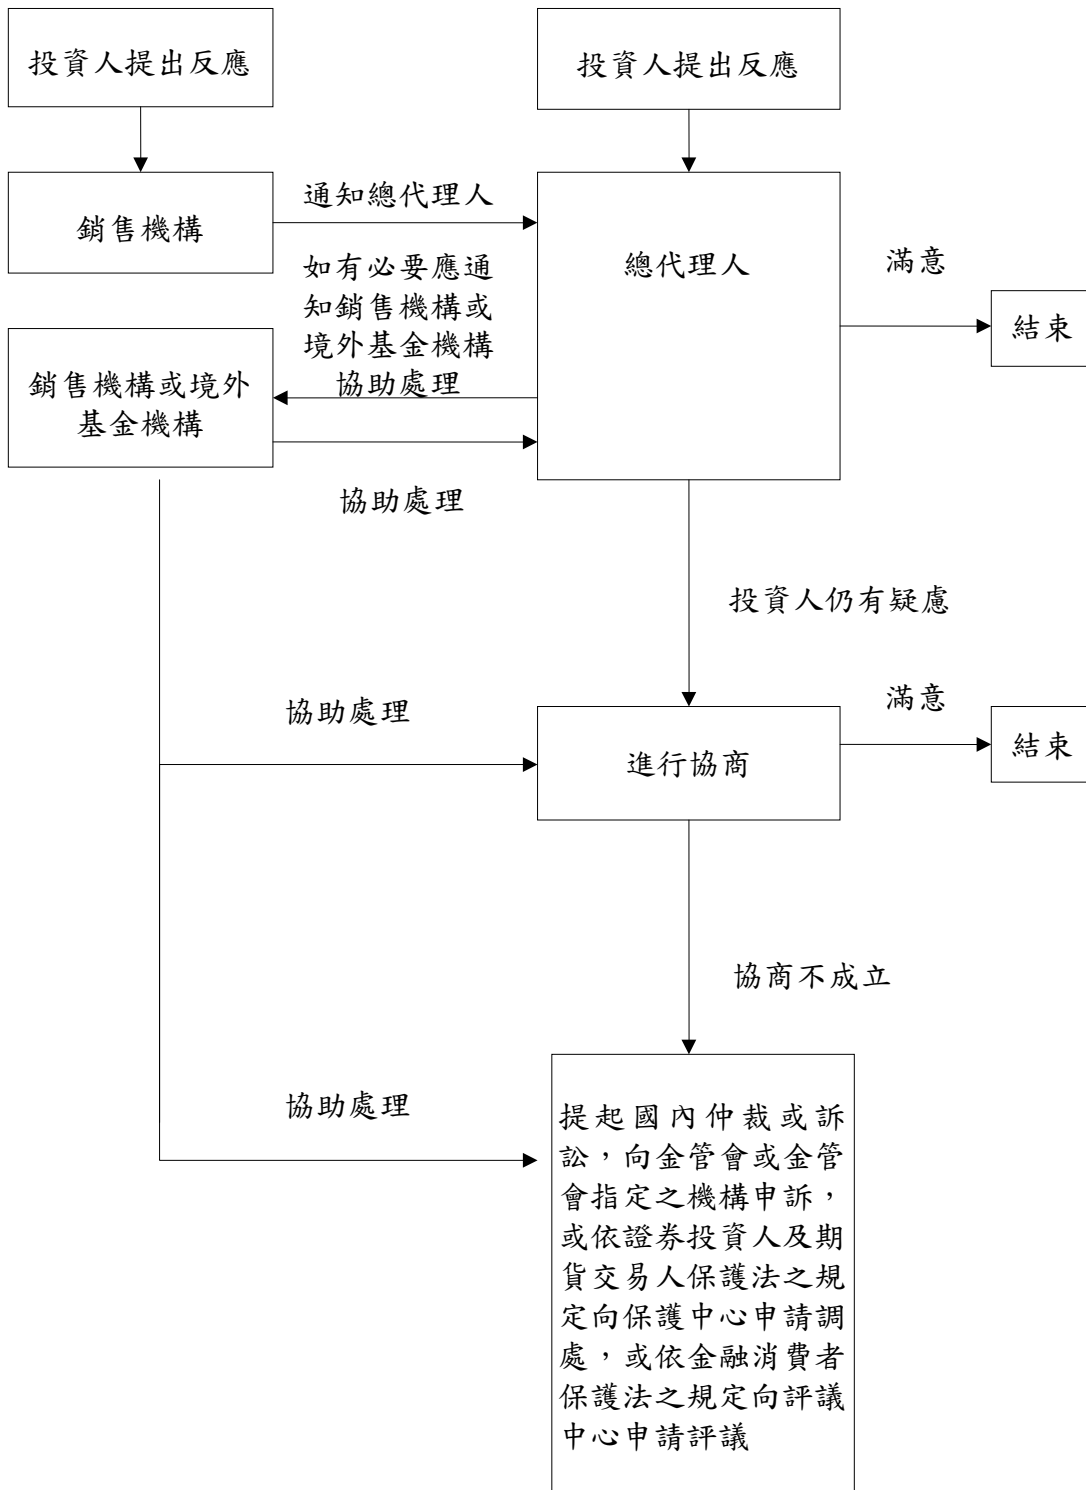 投資人提出反應
投資人提出反應
銷售機構
通知總代理人
總代理人
滿意
結束
如有必要應通
知銷售機構或
境外基金機構
協助處理
銷售機構或境外
基金機構
協助處理
投資人仍有疑慮
協助處理
進行協商
滿意
結束
協商不成立
協助處理
提起國內仲裁或訴
訟，向金管會或金管
會指定之機構申訴，
或依證券投資人及期
貨交易人保護法之規
定向保護中心申請調
處，或依金融消費者
保護法之規定向評議
中心申請評議